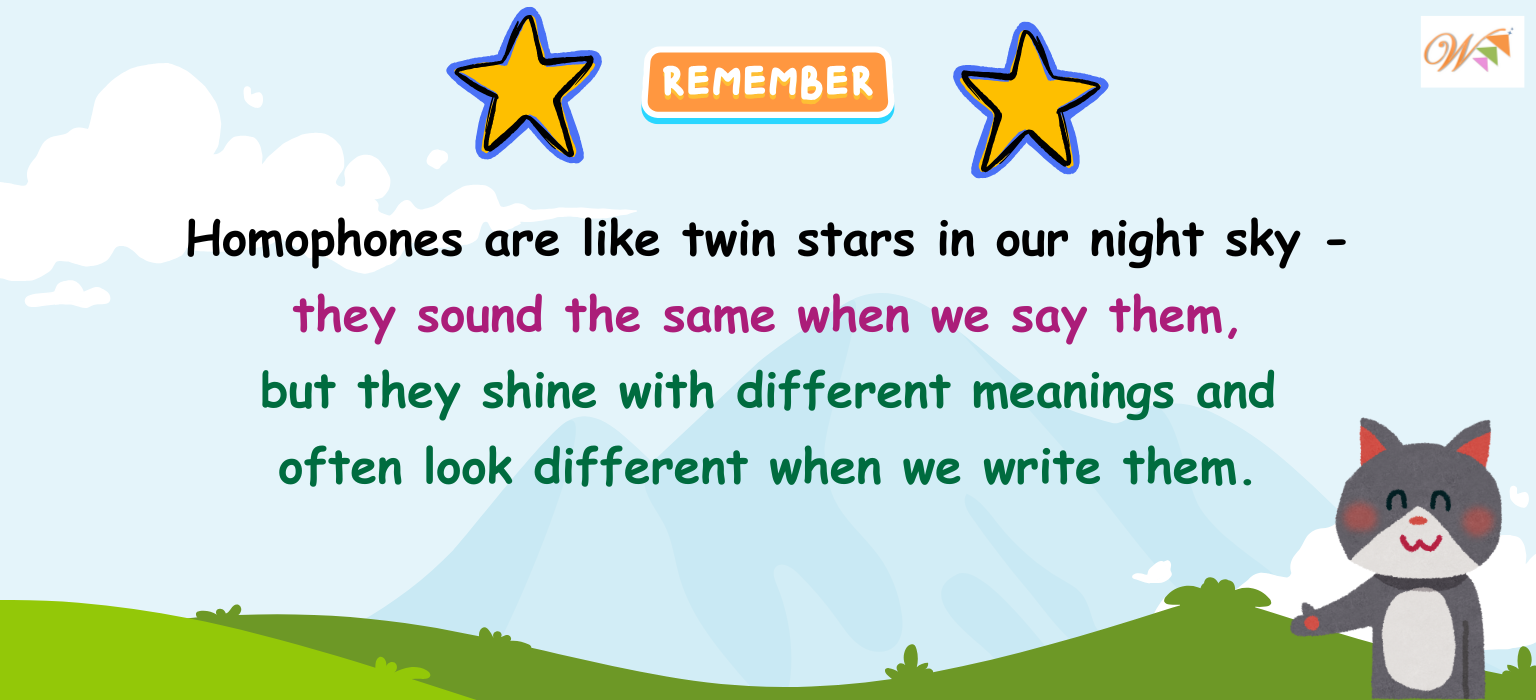 REMEMBER
Homophones are like twin stars in our night sky -
they sound the same when we say them,
but they shine with different meanings and
often look different when we write them.